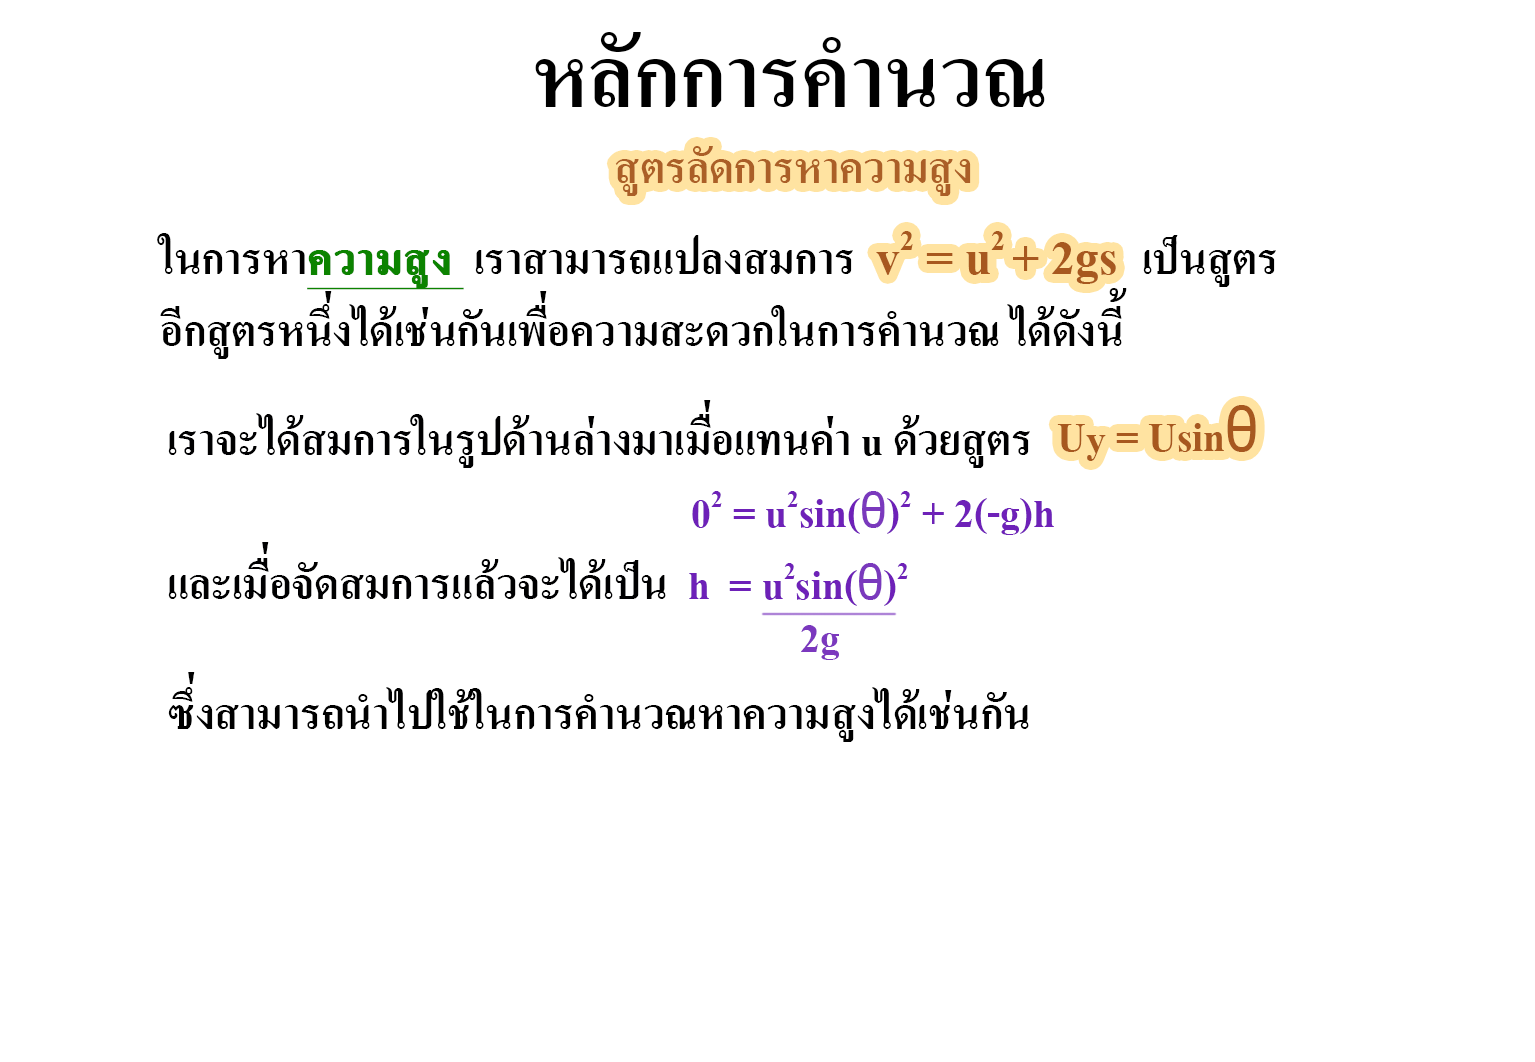 หลักการคำนวณ
สูตรลัดการหาความสูง
ในการหาความสูง เราสามารถแปลงสมการ v² = u² + 2gs เป็นสูตร
อีกสูตรหนึ่งได้เช่นกันเพื่อความสะดวกในการคำนวณ ได้ดังนี้
เราจะได้สมการในรูปด้านล่างมาเมื่อแทนค่า u ด้วยสูตร Uy = Usinθ
0² = u²sin(θ)² + 2(-g)h
และเมื่อจัดสมการแล้วจะได้เป็น h = u²sin(θ)²
2g
ซึ่งสามารถนำไปใช้ในการคำนวณหาความสูงได้เช่นกัน